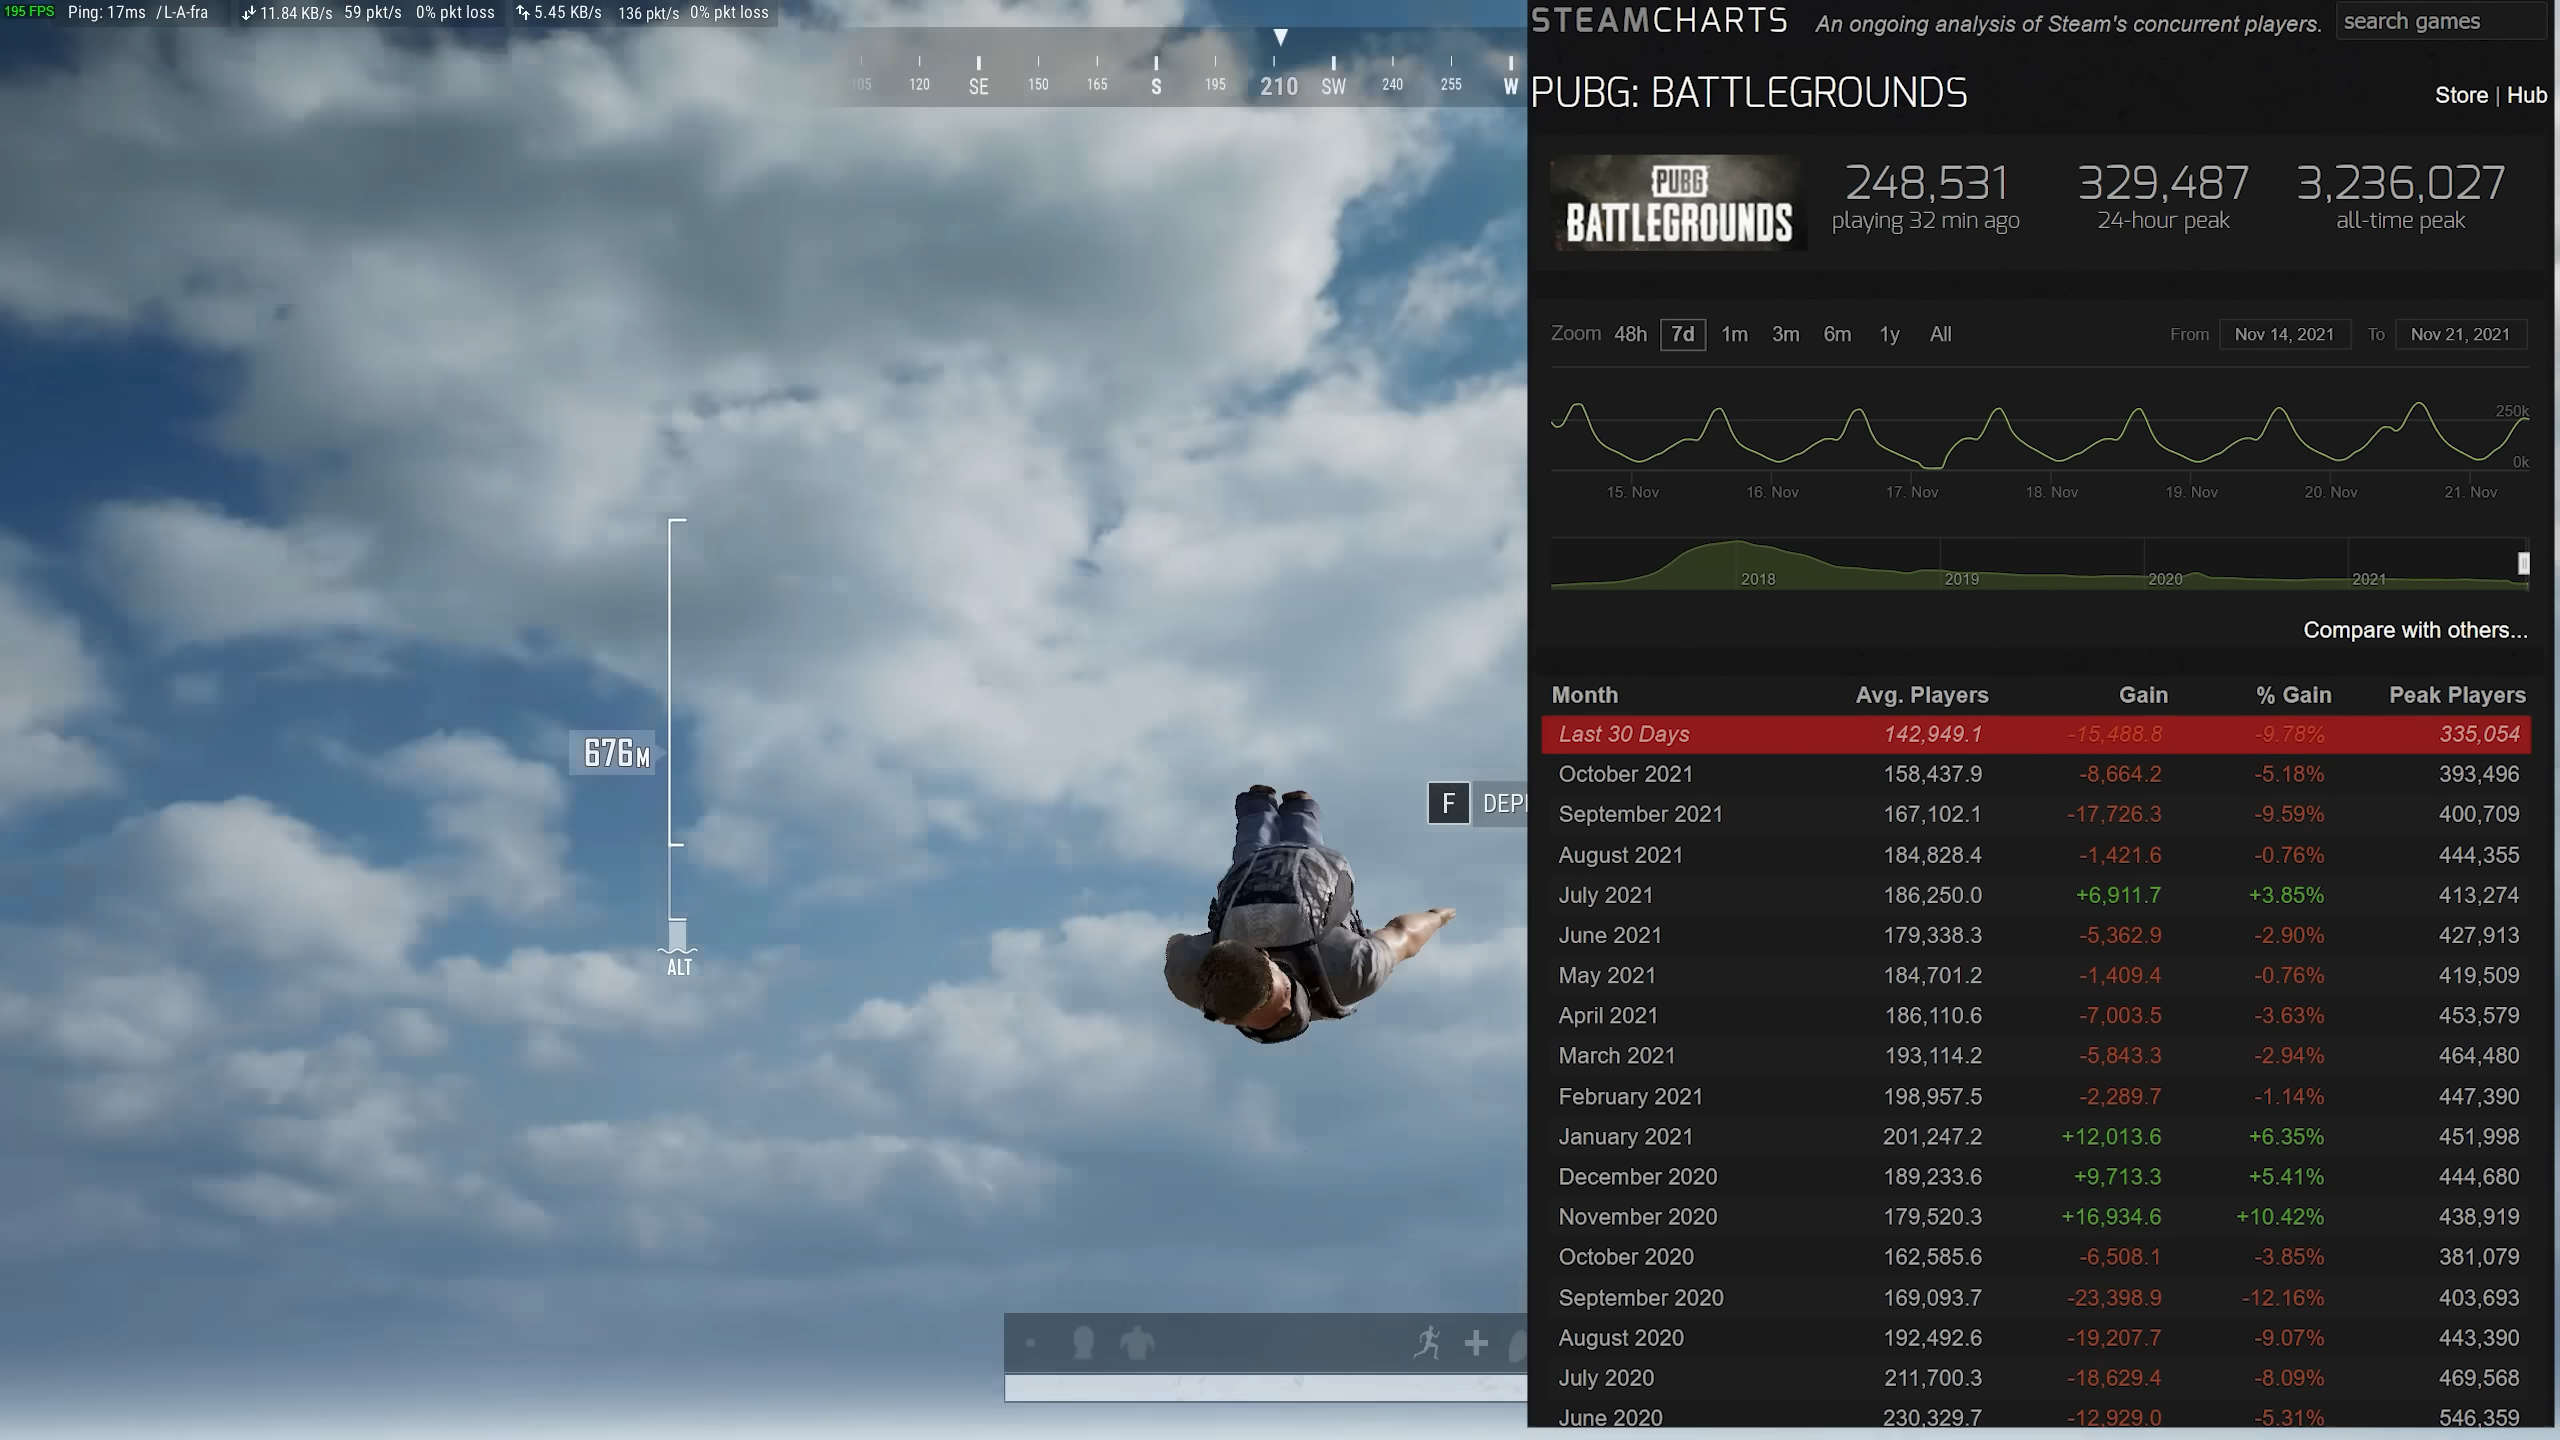 195 FPS Ping: 17ms /L-A-fra 11.84 KB/s 59 pkt/s 0% pkt loss 5.45 KB/s 136 pkt/s 0% pkt loss
105 120 SE 150 165 S 195 210 SW 240 255 W
676M
ALT
F DEP
STEAMCHARTS An ongoing analysis of Steam's concurrent players. search games
PUBG: BATTLEGROUNDS Store | Hub
PUBG
BATTLEGROUNDS
248,531 329,487 3,236,027
playing 32 min ago 24-hour peak all-time peak
Zoom 48h 7d 1m 3m 6m 1y All From Nov 14, 2021 To Nov 21, 2021
250k
0k
15. Nov 16. Nov 17. Nov 18. Nov 19. Nov 20. Nov 21. Nov
2018 2019 2020 2021
Compare with others...
Month Avg. Players Gain % Gain Peak Players
Last 30 Days 142,949.1 -15,488.8 -9.78% 335,054
October 2021 158,437.9 -8,664.2 -5.18% 393,496
September 2021 167,102.1 -17,726.3 -9.59% 400,709
August 2021 184,828.4 -1,421.6 -0.76% 444,355
July 2021 186,250.0 +6,911.7 +3.85% 413,274
June 2021 179,338.3 -5,362.9 -2.90% 427,913
May 2021 184,701.2 -1,409.4 -0.76% 419,509
April 2021 186,110.6 -7,003.5 -3.63% 453,579
March 2021 193,114.2 -5,843.3 -2.94% 464,480
February 2021 198,957.5 -2,289.7 -1.14% 447,390
January 2021 201,247.2 +12,013.6 +6.35% 451,998
December 2020 189,233.6 +9,713.3 +5.41% 444,680
November 2020 179,520.3 +16,934.6 +10.42% 438,919
October 2020 162,585.6 -6,508.1 -3.85% 381,079
September 2020 169,093.7 -23,398.9 -12.16% 403,693
August 2020 192,492.6 -19,207.7 -9.07% 443,390
July 2020 211,700.3 -18,629.4 -8.09% 469,568
June 2020 230,329.7 -12,929.0 -5.31% 546,359